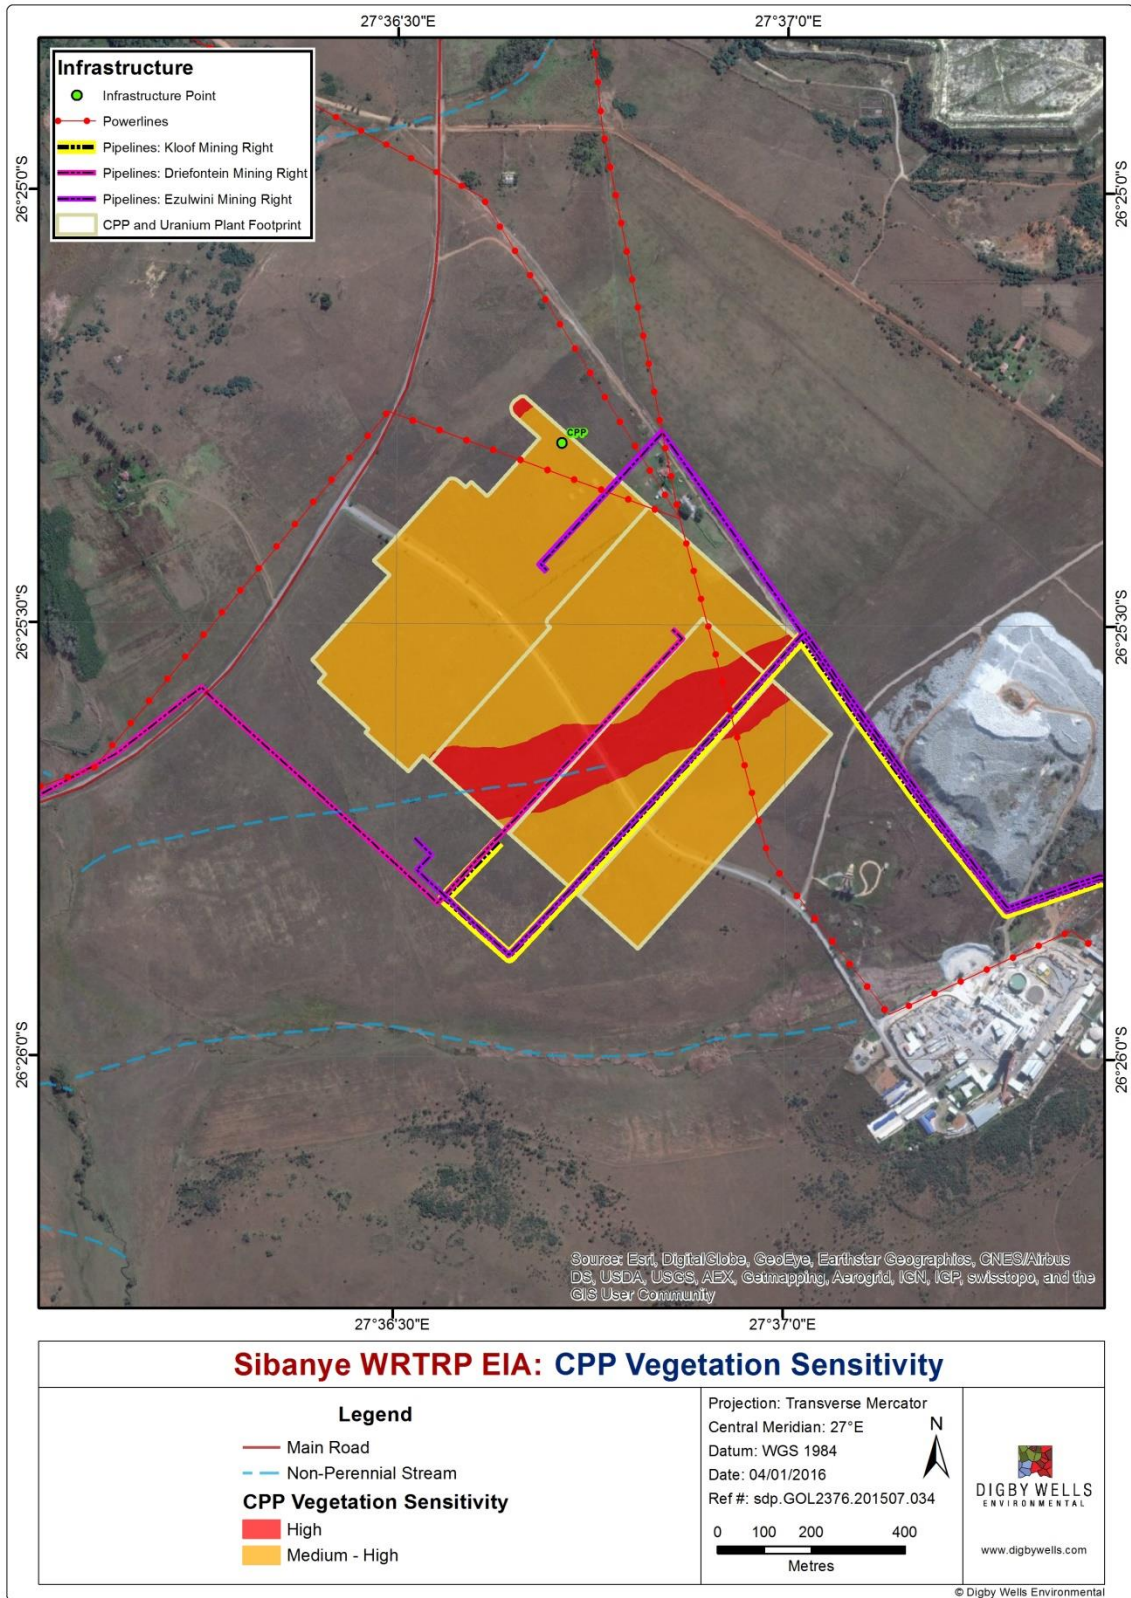 27°36'30"E
27°37'0"E
Infrastructure
Infrastructure Point
Powerlines
Pipelines: Kloof Mining Right
Pipelines: Driefontein Mining Right
Pipelines: Ezulwini Mining Right
CPP and Uranium Plant Footprint
26°25'0"S
26°25'0"S
CPP
26°25'30"S
26°25'30"S
26°26'0"S
26°26'0"S
Source: Esri, DigitalGlobe, GeoEye, Earthstar Geographics, CNES/Airbus
DS, USDA, USGS, AEX, Getmapping, Aerogrid, IGN, IGP, swisstopo, and the
GIS User Community
27°36'30"E
27°37'0"E
Sibanye WRTRP EIA: CPP Vegetation Sensitivity
Legend
Main Road
Non-Perennial Stream
CPP Vegetation Sensitivity
High
Medium - High
Projection: Transverse Mercator
Central Meridian: 27°E
Datum: WGS 1984
Date: 04/01/2016
Ref #: sdp.GOL2376.201507.034
N
0 100 200 400
Metres
DIGBY WELLS
ENVIRONMENTAL
www.digbywells.com
© Digby Wells Environmental